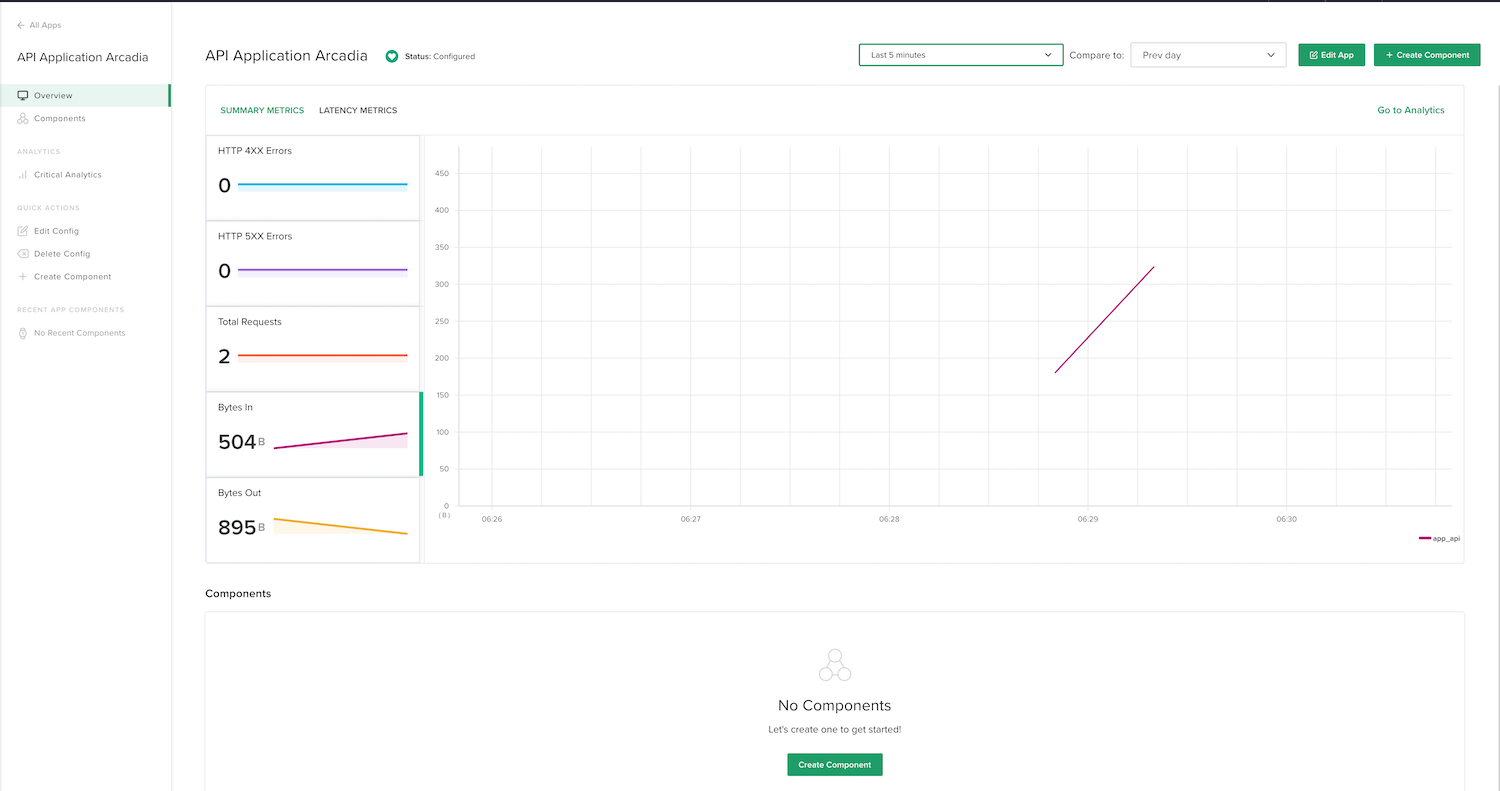 All Apps
API Application Arcadia
Overview
Components
ANALYTICS
Critical Analytics
QUICK ACTIONS
Edit Config
Delete Config
Create Component
RECENT APP COMPONENTS
No Recent Components
API Application Arcadia
Status: Configured
Last 5 minutes
Compare to:
Prev day
Edit App
+ Create Component
SUMMARY METRICS LATENCY METRICS
Go to Analytics
HTTP 4XX Errors
0
HTTP 5XX Errors
0
Total Requests
2
Bytes In
504 B
Bytes Out
895 B
450
400
350
300
250
200
150
100
50
0
(B)
06:26 06:27 06:28 06:29 06:30
app_api
Components
No Components
Let's create one to get started!
Create Component